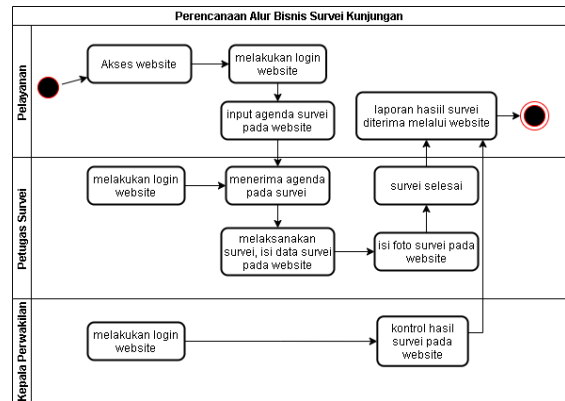 Perencanaan Alur Bisnis Survei Kunjungan
Pelayanan
Akses website
melakukan login
website
input agenda survei
pada website
laporan hasiil survei
diterima melalui website
Petugas Survei
melakukan login
website
menerima agenda
pada survei
survei selesai
melaksanakan
survei, isi data survei
pada website
isi foto survei pada
website
Kepala Perwakilan
melakukan login
website
kontrol hasil
survei pada
website